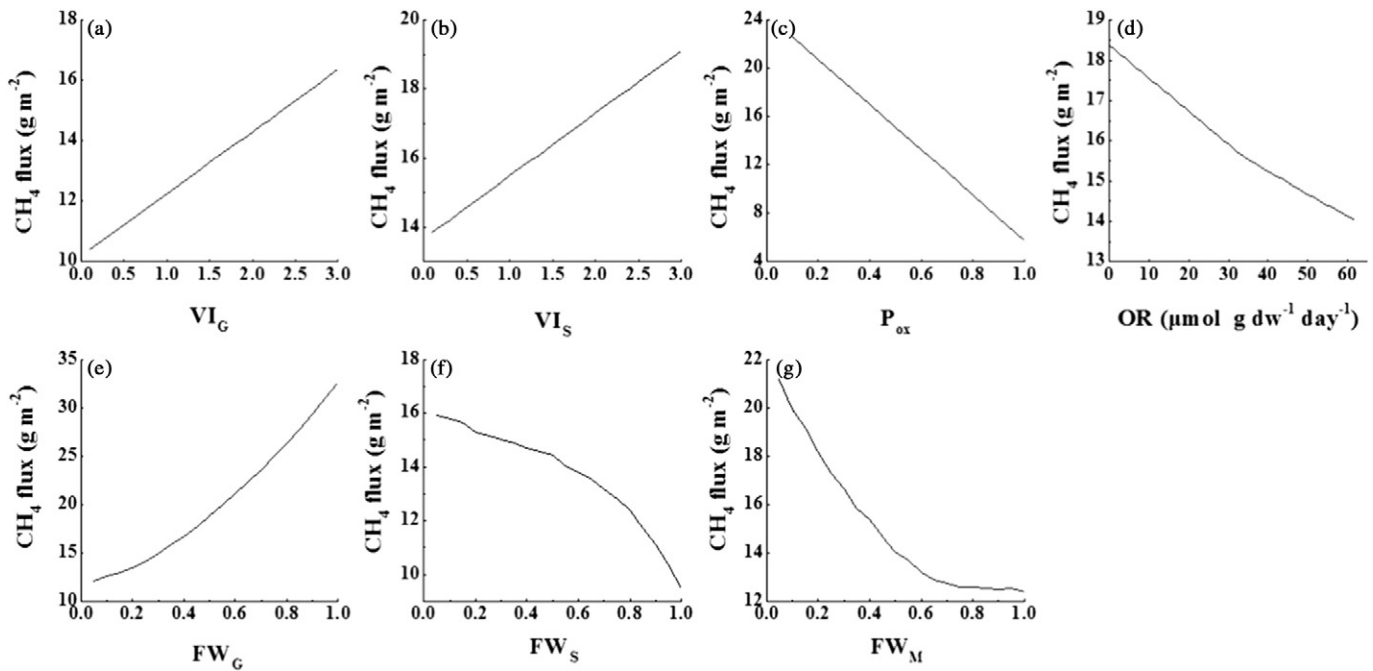 (a)
CH₄ flux (g m⁻²)
18
16
14
12
10
0.0 0.5 1.0 1.5 2.0 2.5 3.0
VI_G
(b)
CH₄ flux (g m⁻²)
20
18
16
14
0.0 0.5 1.0 1.5 2.0 2.5 3.0
VI_S
(c)
CH₄ flux (g m⁻²)
24
20
16
12
8
4
0.0 0.2 0.4 0.6 0.8 1.0
P_ox
(d)
CH₄ flux (g m⁻²)
19
18
17
16
15
14
13
0 10 20 30 40 50 60
OR (µmol g dw⁻¹ day⁻¹)
(e)
CH₄ flux (g m⁻²)
35
30
25
20
15
10
0.0 0.2 0.4 0.6 0.8 1.0
FW_G
(f)
CH₄ flux (g m⁻²)
18
16
14
12
10
0.0 0.2 0.4 0.6 0.8 1.0
FW_S
(g)
CH₄ flux (g m⁻²)
22
20
18
16
14
12
0.0 0.2 0.4 0.6 0.8 1.0
FW_M